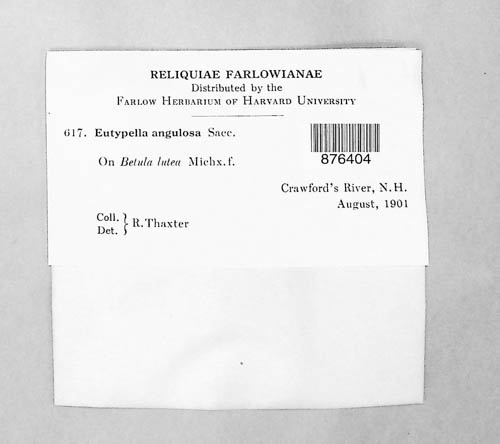 RELIQUIAE FARLOWIANAE
Distributed by the
FARLOW HERBARIUM OF HARVARD UNIVERSITY
617. Eutypella angulosa Sacc.
876404
On Betula lutea Michx. f.
Crawford's River, N. H.
August, 1901
Coll. } R. Thaxter
Det.